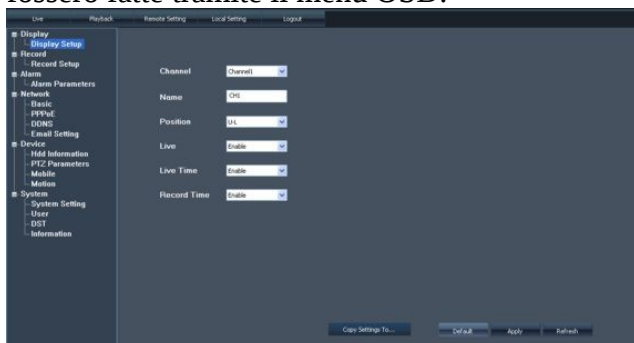 fossero fatte tramite il menu OSD.
Live Playback Remote Setting Local Setting Logout
Display
Display Setup
Record
Record Setup
Alarm
Alarm Parameters
Network
Basic
PPPoE
DDNS
Email Setting
Device
Hdd Information
PTZ Parameters
Mobile
Motion
System
System Setting
User
DST
Information
Channel Channel1
Name CH1
Position U-L
Live Enable
Live Time Enable
Record Time Enable
Copy Settings To... Default Apply Refresh